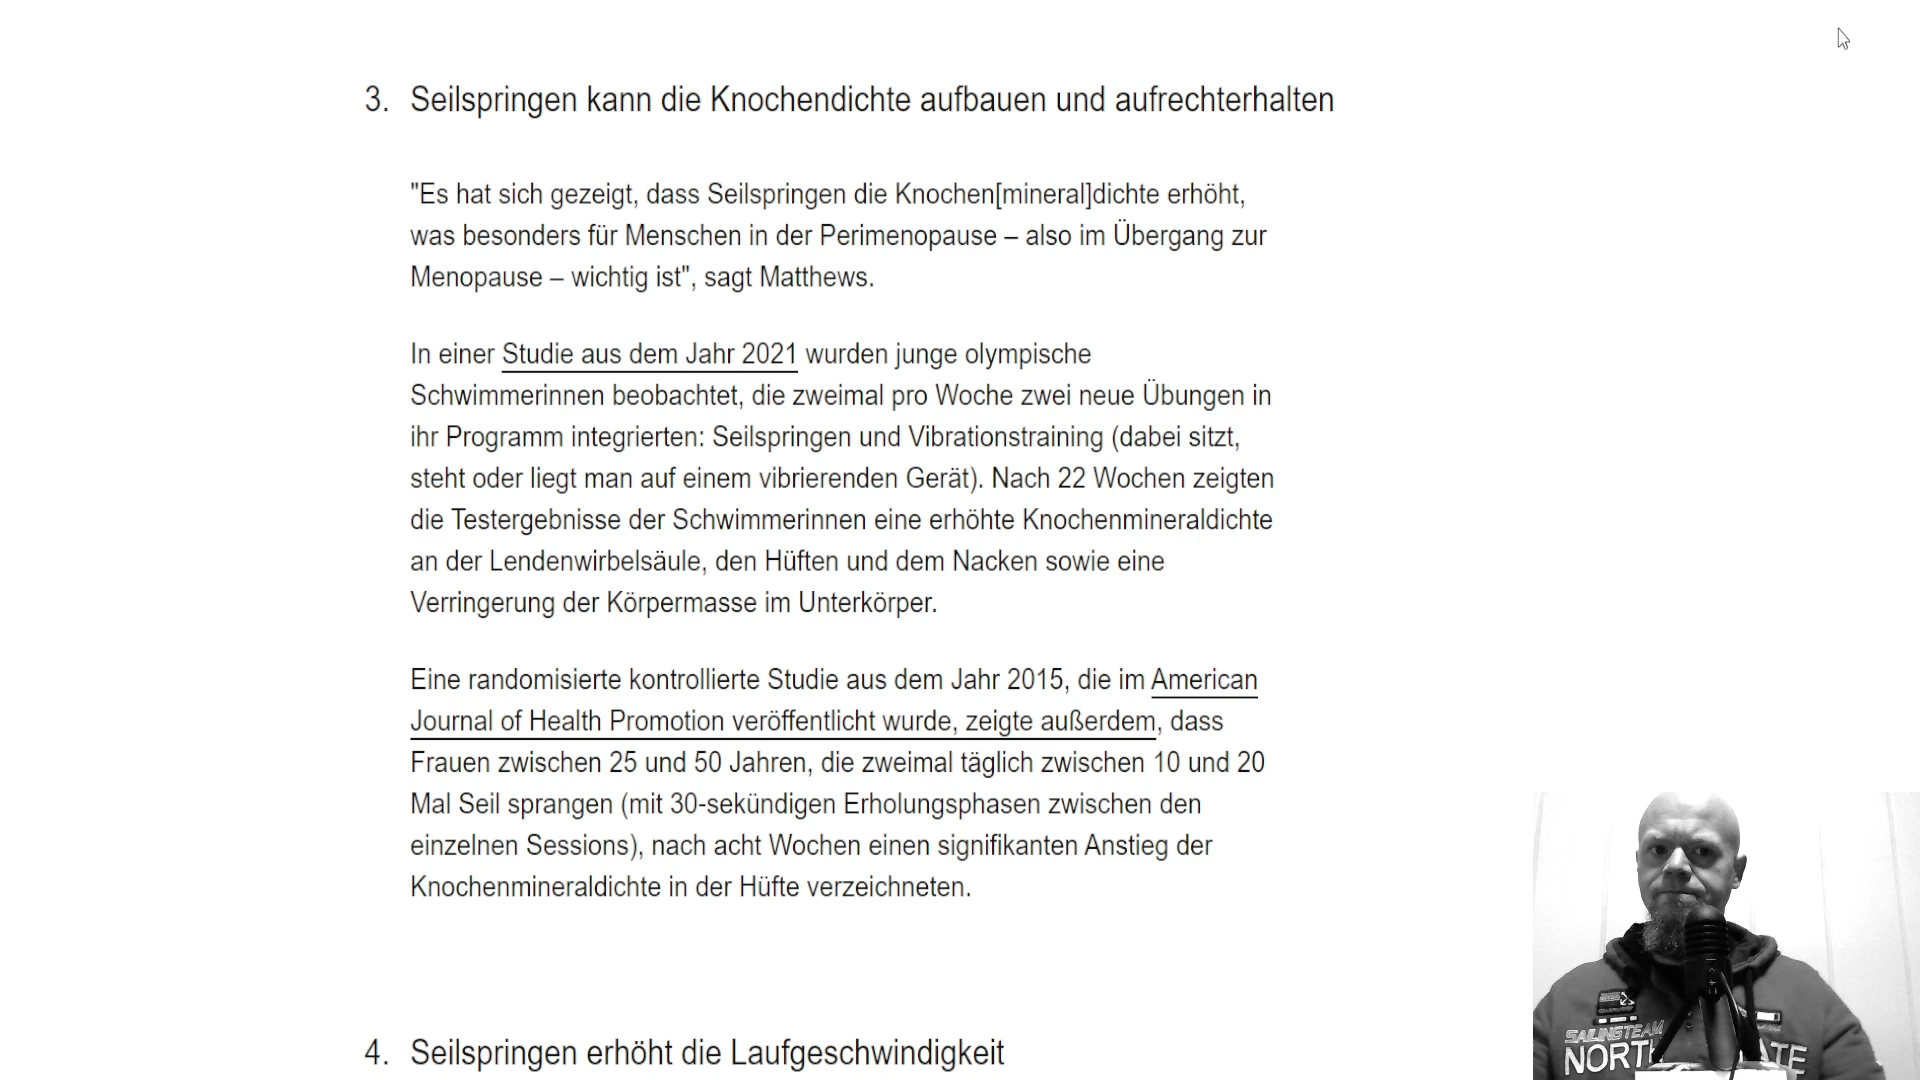 3. Seilspringen kann die Knochendichte aufbauen und aufrechterhalten
"Es hat sich gezeigt, dass Seilspringen die Knochen[mineral]dichte erhöht,
was besonders für Menschen in der Perimenopause – also im Übergang zur
Menopause – wichtig ist", sagt Matthews.
In einer Studie aus dem Jahr 2021 wurden junge olympische
Schwimmerinnen beobachtet, die zweimal pro Woche zwei neue Übungen in
ihr Programm integrierten: Seilspringen und Vibrationstraining (dabei sitzt,
steht oder liegt man auf einem vibrierenden Gerät). Nach 22 Wochen zeigten
die Testergebnisse der Schwimmerinnen eine erhöhte Knochenmineraldichte
an der Lendenwirbelsäule, den Hüften und dem Nacken sowie eine
Verringerung der Körpermasse im Unterkörper.
Eine randomisierte kontrollierte Studie aus dem Jahr 2015, die im American
Journal of Health Promotion veröffentlicht wurde, zeigte außerdem, dass
Frauen zwischen 25 und 50 Jahren, die zweimal täglich zwischen 10 und 20
Mal Seil sprangen (mit 30-sekündigen Erholungsphasen zwischen den
einzelnen Sessions), nach acht Wochen einen signifikanten Anstieg der
Knochenmineraldichte in der Hüfte verzeichneten.
4. Seilspringen erhöht die Laufgeschwindigkeit
SAILINGTEAM
NORTH ATE